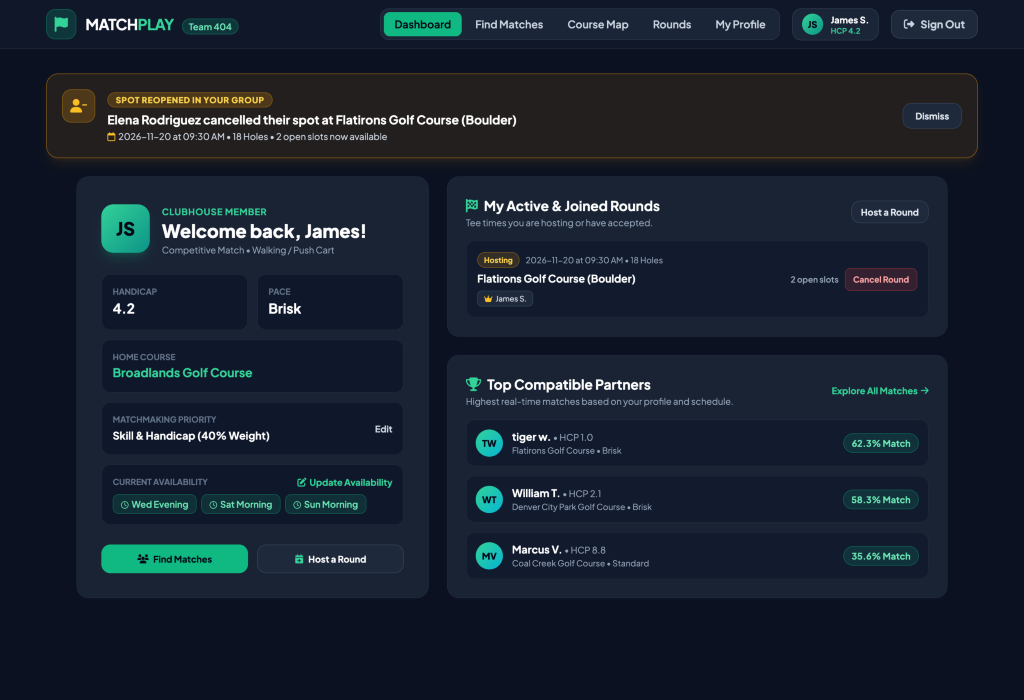 MATCHPLAY Team 404
Dashboard Find Matches Course Map Rounds My Profile
JS James S. HCP 4.2
Sign Out
SPOT REOPENED IN YOUR GROUP
Elena Rodriguez cancelled their spot at Flatirons Golf Course (Boulder)
2026-11-20 at 09:30 AM • 18 Holes • 2 open slots now available
Dismiss
JS
CLUBHOUSE MEMBER
Welcome back, James!
Competitive Match • Walking / Push Cart
HANDICAP
4.2
PACE
Brisk
HOME COURSE
Broadlands Golf Course
MATCHMAKING PRIORITY
Skill & Handicap (40% Weight)
Edit
CURRENT AVAILABILITY
Update Availability
Wed Evening Sat Morning Sun Morning
Find Matches Host a Round
My Active & Joined Rounds
Tee times you are hosting or have accepted.
Host a Round
Hosting 2026-11-20 at 09:30 AM • 18 Holes
Flatirons Golf Course (Boulder)
James S.
2 open slots Cancel Round
Top Compatible Partners
Highest real-time matches based on your profile and schedule.
Explore All Matches →
TW tiger w. • HCP 1.0
Flatirons Golf Course • Brisk
62.3% Match
WT William T. • HCP 2.1
Denver City Park Golf Course • Brisk
58.3% Match
MV Marcus V. • HCP 8.8
Coal Creek Golf Course • Standard
35.6% Match